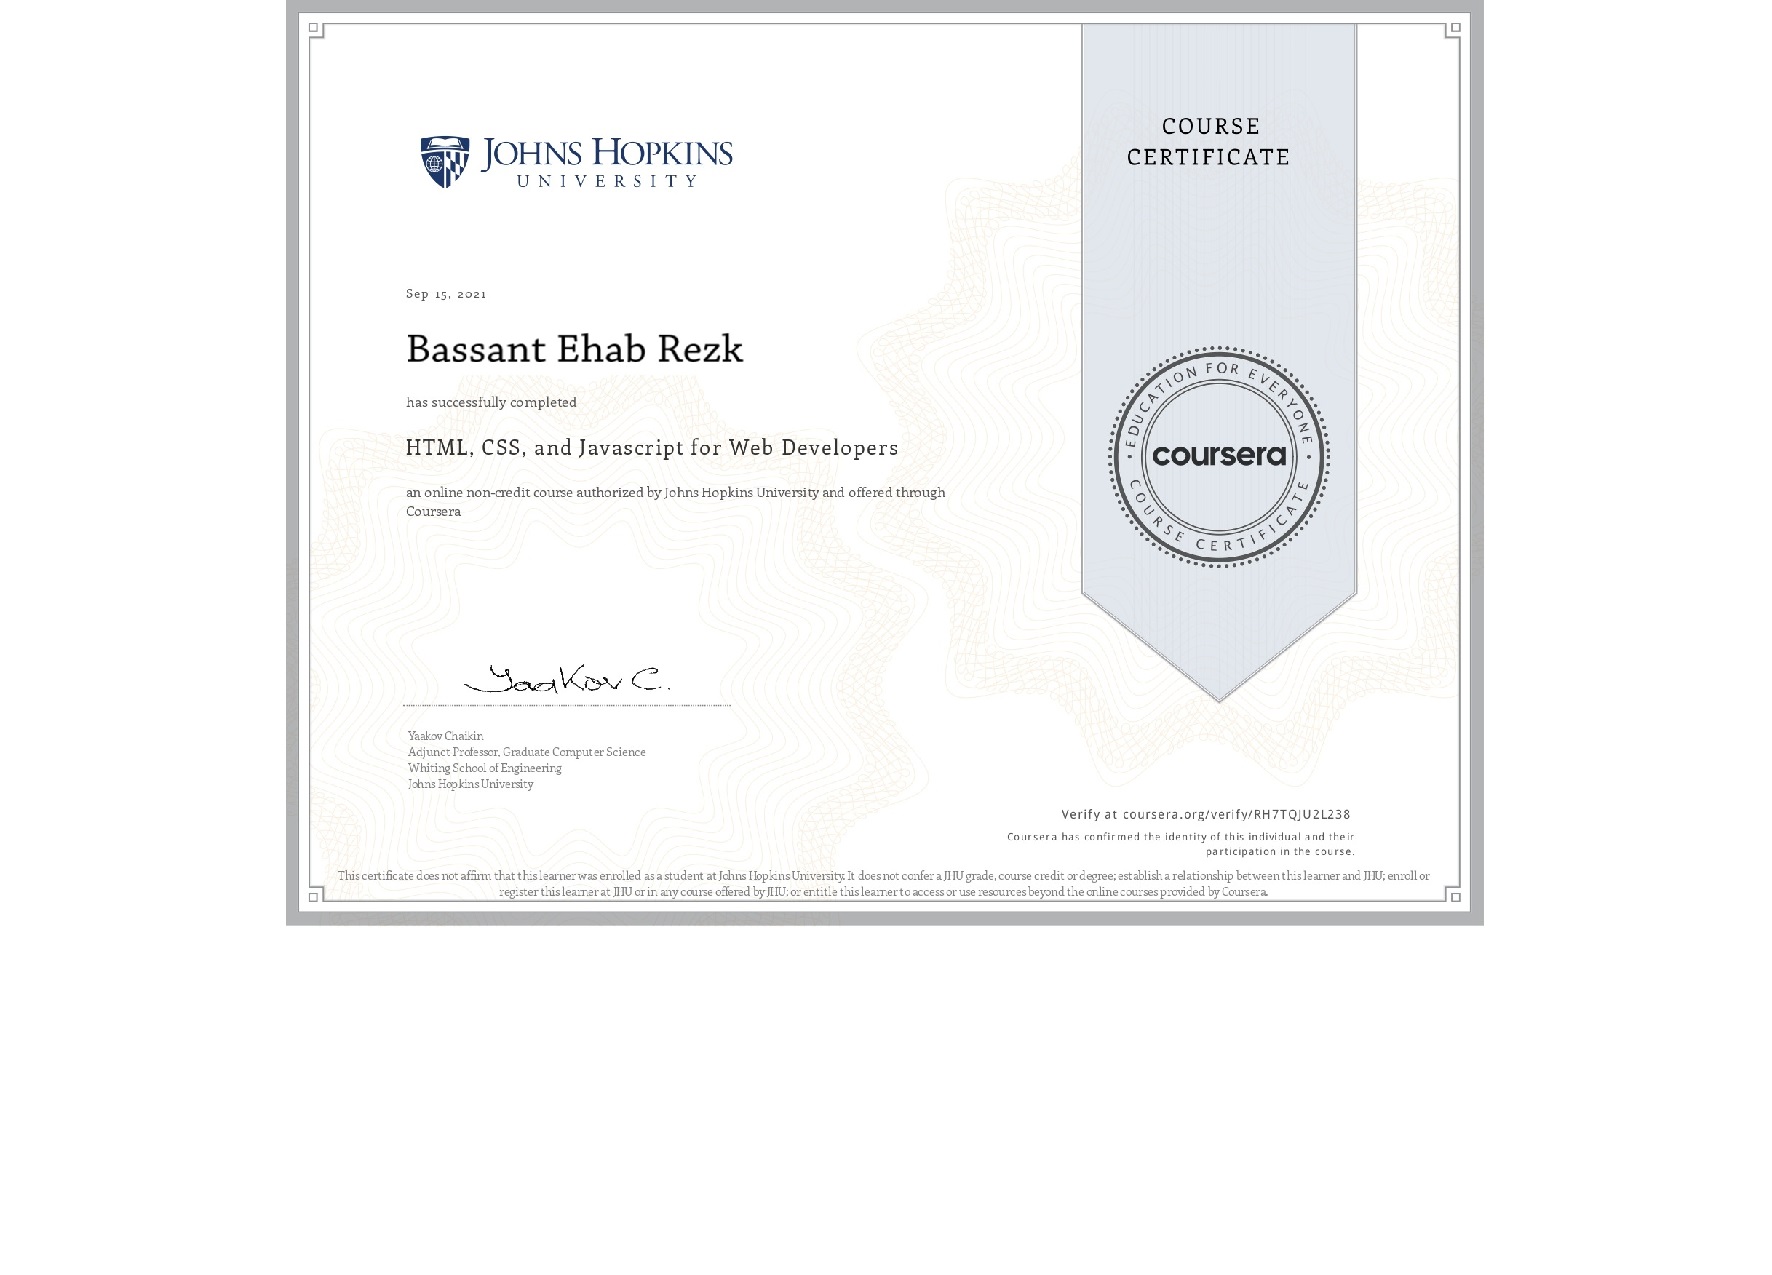 JOHNS HOPKINS
UNIVERSITY
COURSE
CERTIFICATE
Sep 15, 2021
Bassant Ehab Rezk
has successfully completed
HTML, CSS, and Javascript for Web Developers
an online non-credit course authorized by Johns Hopkins University and offered through
Coursera
EDUCATION FOR EVERYONE
coursera
COURSE CERTIFICATE
Yaakov C.
Yaakov Chaikin
Adjunct Professor, Graduate Computer Science
Whiting School of Engineering
Johns Hopkins University
Verify at coursera.org/verify/RH7TQJU2L238
Coursera has confirmed the identity of this individual and their
participation in the course.
This certificate does not affirm that this learner was enrolled as a student at Johns Hopkins University. It does not confer a JHU grade, course credit or degree; establish a relationship between this learner and JHU; enroll or
register this learner at JHU or in any course offered by JHU; or entitle this learner to access or use resources beyond the online courses provided by Coursera.